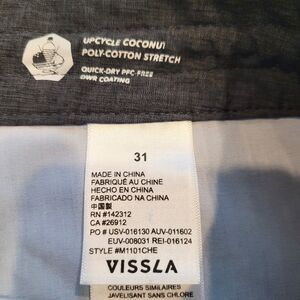 UPCYCLE COCONUT
POLY-COTTON STRETCH
QUICK-DRY PFC-FREE
DWR COATING
31
MADE IN CHINA
FABRIQUÉ AU CHINE
HECHO EN CHINA
FABRICADO NA CHINA
中国製
RN #142312
CA #26912
PO # USV-016130 AUV-011602
EUV-008031 REI-016124
STYLE #M1101CHE
VISSLA
COULEURS SIMILAIRES
JAVELISANT SANS CHLORE